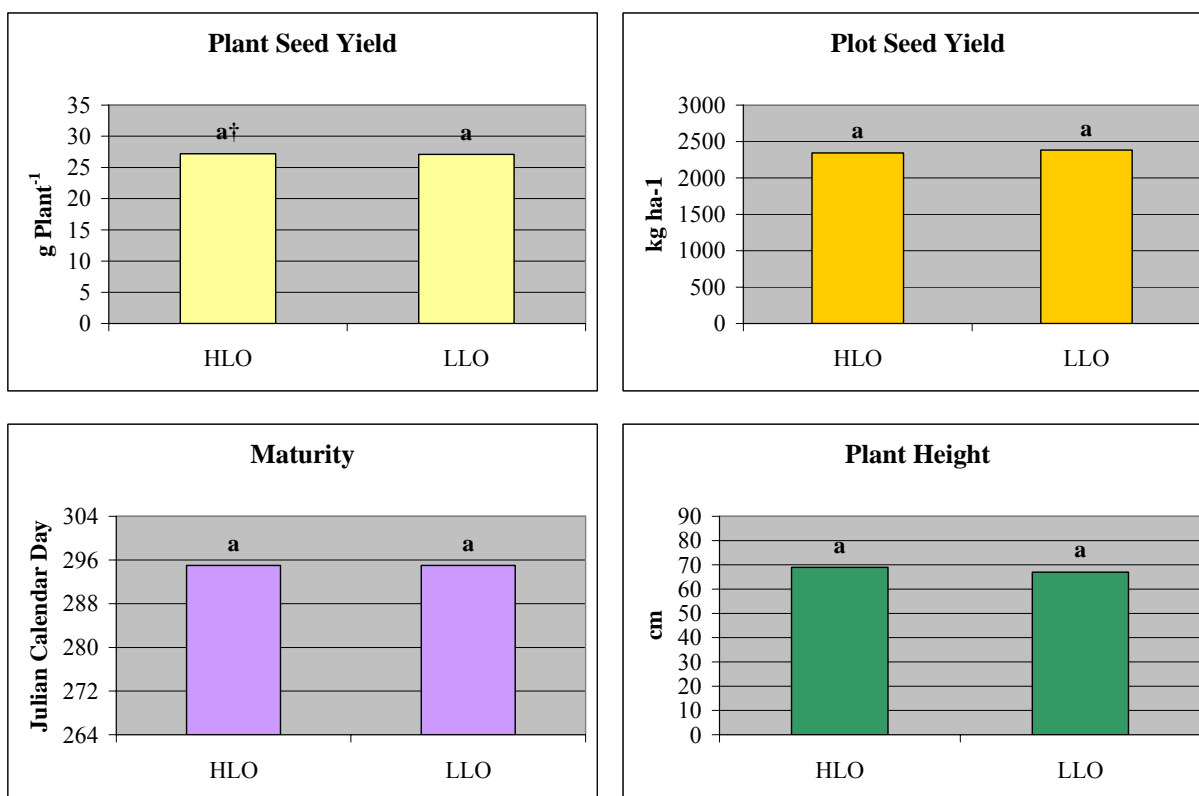 Plant Seed Yield
g Plant-1
35
30
25
20
15
10
5
0
a†
a
HLO
LLO
Plot Seed Yield
kg ha-1
3000
2500
2000
1500
1000
500
0
a
a
HLO
LLO
Maturity
Julian Calendar Day
304
296
288
280
272
264
a
a
HLO
LLO
Plant Height
cm
90
80
70
60
50
40
30
20
10
0
a
a
HLO
LLO